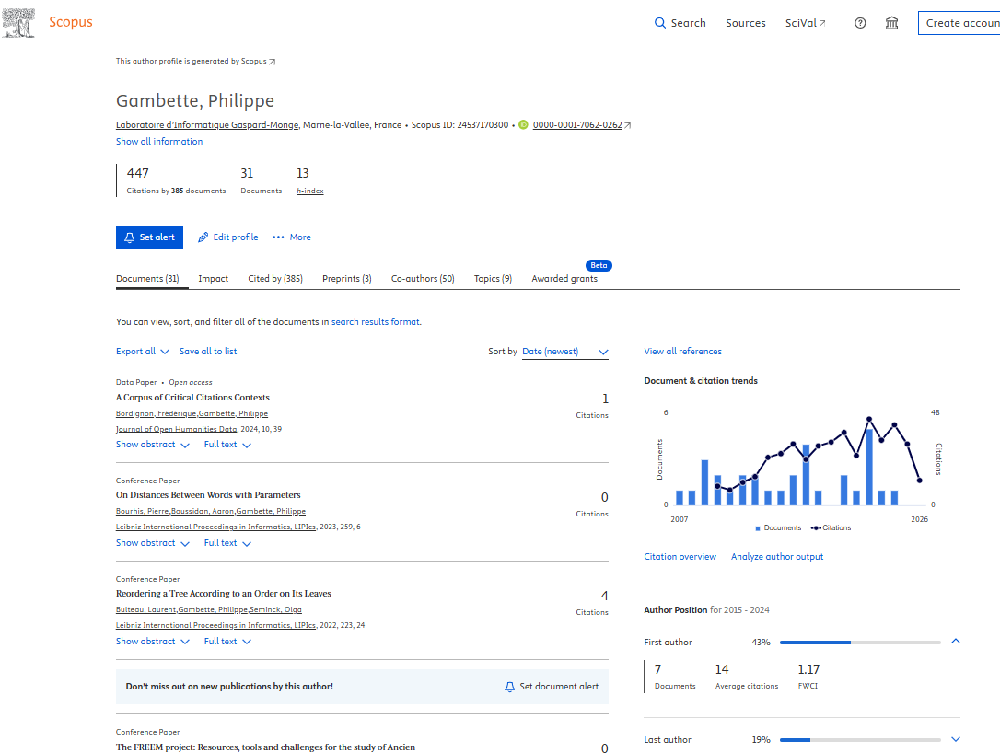 Scopus
Search Sources SciVal
Create accoun
This author profile is generated by Scopus
Gambette, Philippe
Laboratoire d'Informatique Gaspard-Monge, Marne-la-Vallee, France • Scopus ID: 24537170300 • iD 0000-0001-7062-0262
Show all information
447 31 13
Citations by 385 documents Documents h-index
Set alert Edit profile More
Beta
Documents (31) Impact Cited by (385) Preprints (3) Co-authors (50) Topics (9) Awarded grants
You can view, sort, and filter all of the documents in search results format.
Export all Save all to list Sort by Date (newest)
Data Paper • Open access
A Corpus of Critical Citations Contexts 1
Bordignon, Frédérique, Gambette, Philippe Citations
Journal of Open Humanities Data, 2024, 10, 39
Show abstract Full text
Conference Paper
On Distances Between Words with Parameters 0
Bourhis, Pierre, Boussidan, Aaron, Gambette, Philippe Citations
Leibniz International Proceedings in Informatics, LIPIcs, 2023, 259, 6
Show abstract Full text
Conference Paper
Reordering a Tree According to an Order on Its Leaves 4
Bulteau, Laurent, Gambette, Philippe, Seminck, Olga Citations
Leibniz International Proceedings in Informatics, LIPIcs, 2022, 223, 24
Show abstract Full text
Don't miss out on new publications by this author! Set document alert
Conference Paper
The FREEM project: Resources, tools and challenges for the study of Ancien 0
View all references
Document & citation trends
6 48
Documents Citations
0 0
2007 2026
Documents Citations
Citation overview Analyze author output
Author Position for 2015 - 2024
First author 43%
7 14 1.17
Documents Average citations FWCI
Last author 19%